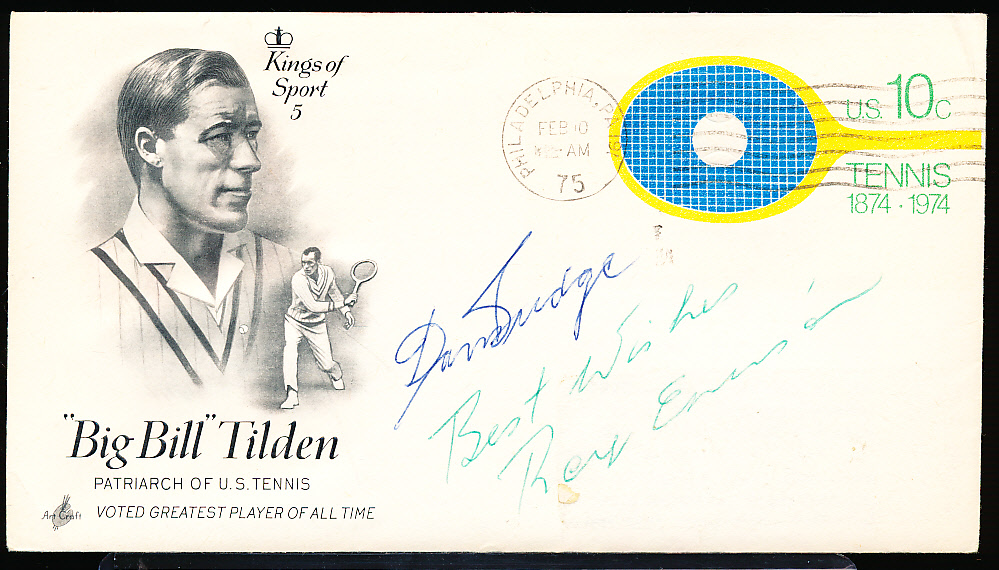 Kings of
Sport
5
PHILADELPHIA, PA
FEB 10
AM
75
U.S. 10c
TENNIS
1874 · 1974
Don Budge
Best Wishes
Roy Emerson
"Big Bill" Tilden
PATRIARCH OF U.S. TENNIS
Art Craft
VOTED GREATEST PLAYER OF ALL TIME